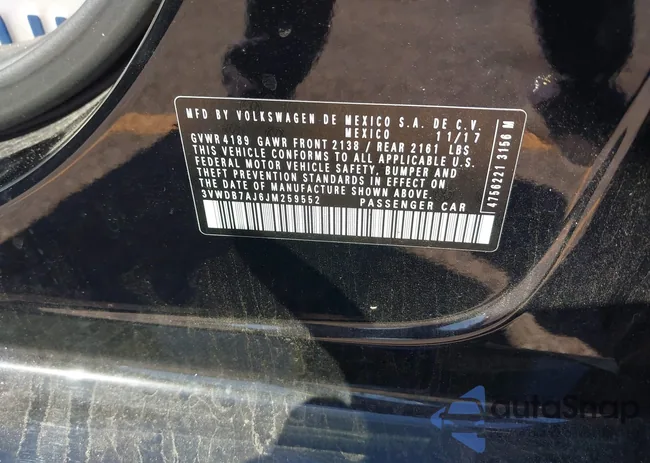 MFD BY VOLKSWAGEN DE MEXICO S.A. DE C.V.
MEXICO 11/17
GVWR 4189 GAWR FRONT 2138 / REAR 2161 LBS
THIS VEHICLE CONFORMS TO ALL APPLICABLE U.S.
FEDERAL MOTOR VEHICLE SAFETY, BUMPER AND
THEFT PREVENTION STANDARDS IN EFFECT ON
THE DATE OF MANUFACTURE SHOWN ABOVE.
3VWDB7AJ6JM259552 PASSENGER CAR
4756221 3156 M
autoSnap